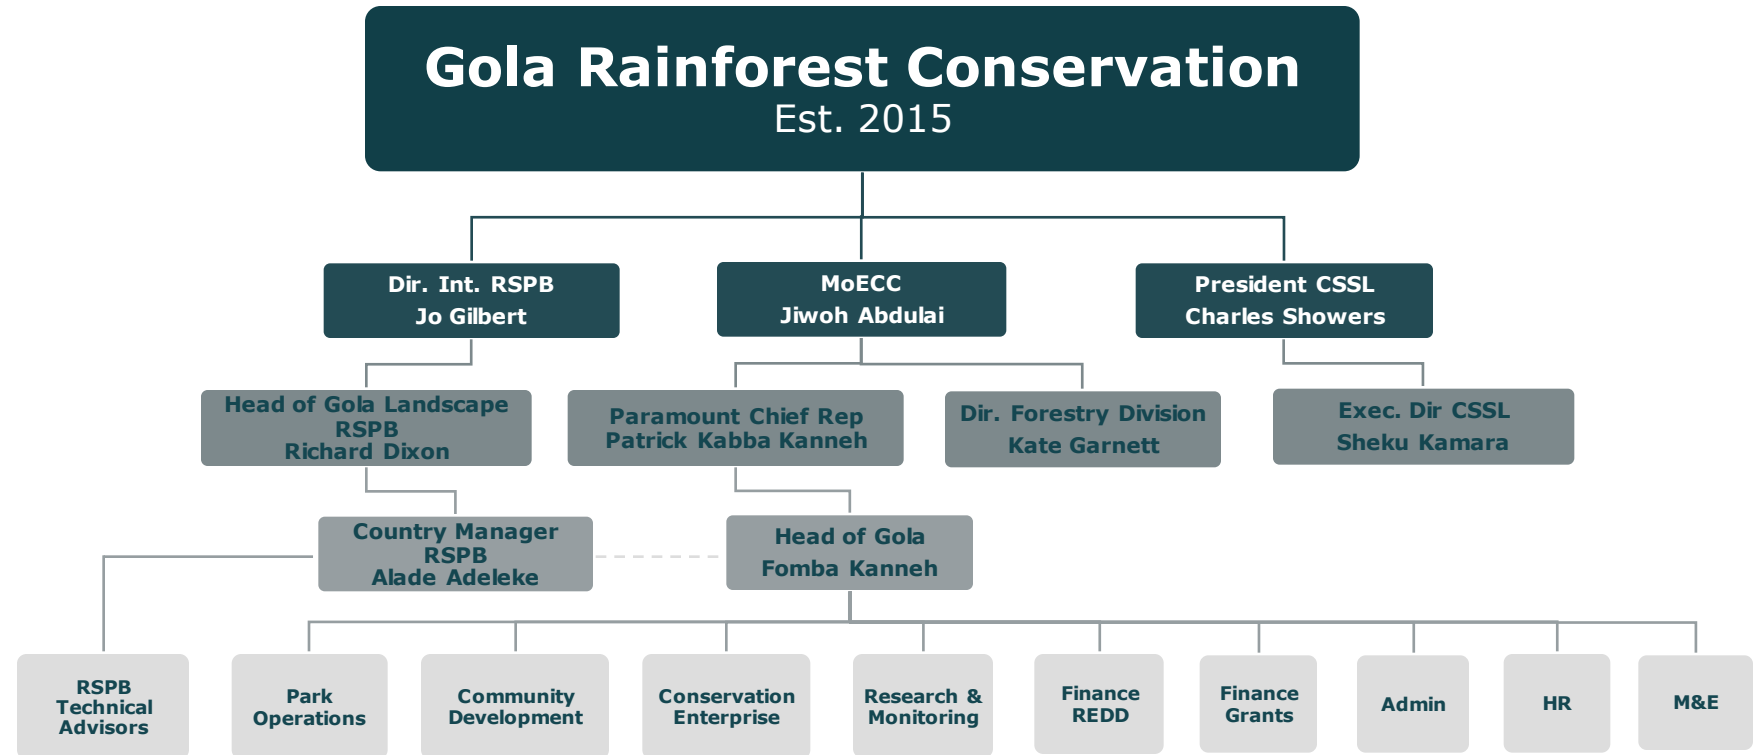 Gola Rainforest Conservation
Est. 2015
Dir. Int. RSPB
Jo Gilbert
MoECC
Jiwoh Abdulai
President CSSL
Charles Showers
Head of Gola Landscape
RSPB
Richard Dixon
Paramount Chief Rep
Patrick Kabba Kanneh
Dir. Forestry Division
Kate Garnett
Exec. Dir CSSL
Sheku Kamara
Country Manager
RSPB
Alade Adeleke
Head of Gola
Fomba Kanneh
RSPB
Technical
Advisors
Park
Operations
Community
Development
Conservation
Enterprise
Research &
Monitoring
Finance
REDD
Finance
Grants
Admin
HR
M&E